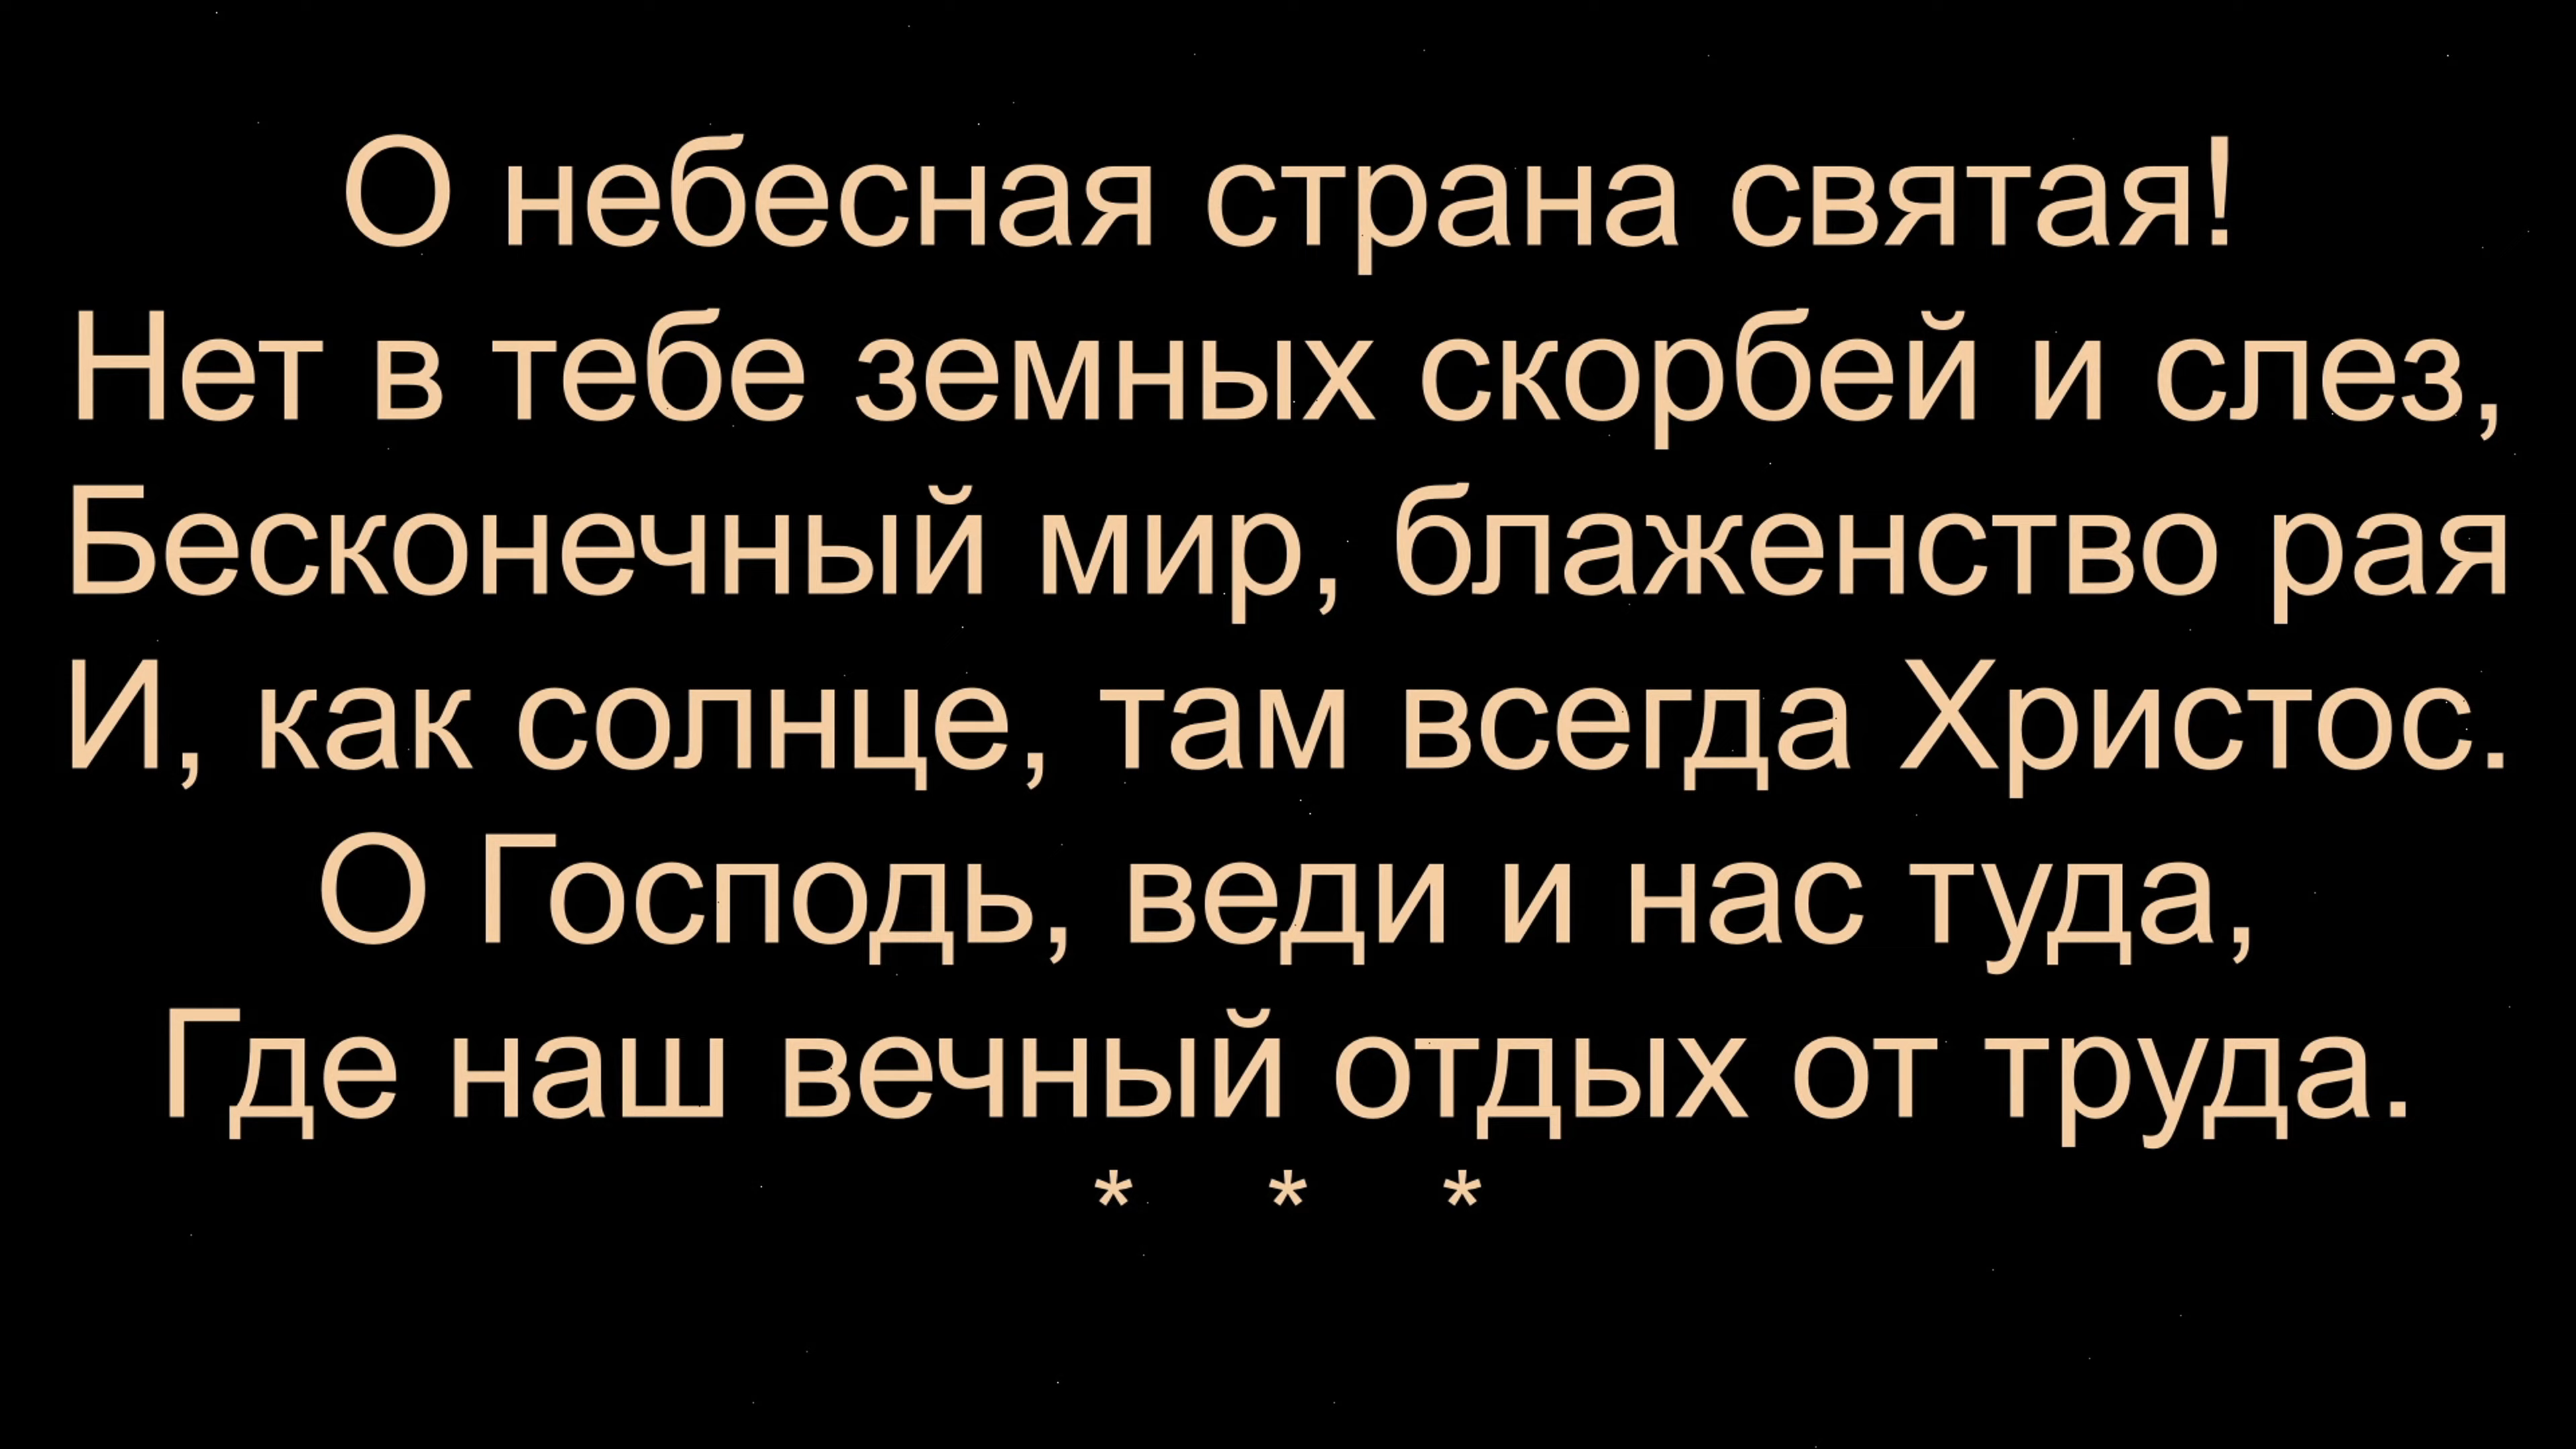 О небесная страна святая!
Нет в тебе земных скорбей и слез,
Бесконечный мир, блаженство рая
И, как солнце, там всегда Христос.
О Господь, веди и нас туда,
Где наш вечный отдых от труда.
* * *